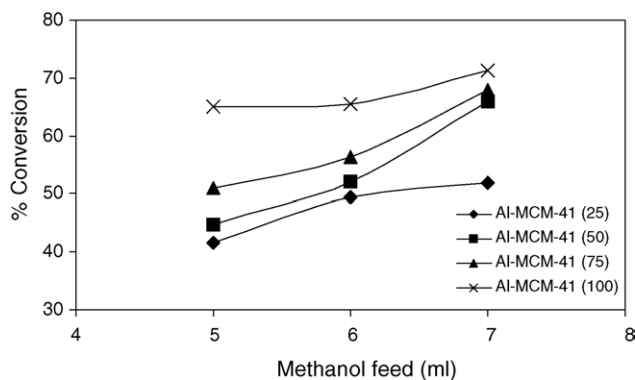 80
70
60
50
40
30
% Conversion
4
5
6
7
8
Methanol feed (ml)
Al-MCM-41 (25)
Al-MCM-41 (50)
Al-MCM-41 (75)
Al-MCM-41 (100)